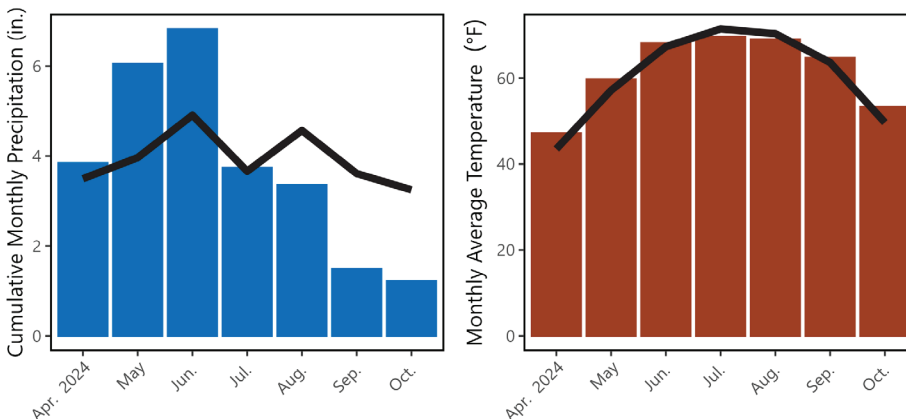 Cumulative Monthly Precipitation (in.)
6
4
2
0
Apr. 2024
May
Jun.
Jul.
Aug.
Sep.
Oct.
Monthly Average Temperature (°F)
60
40
20
0
Apr. 2024
May
Jun.
Jul.
Aug.
Sep.
Oct.